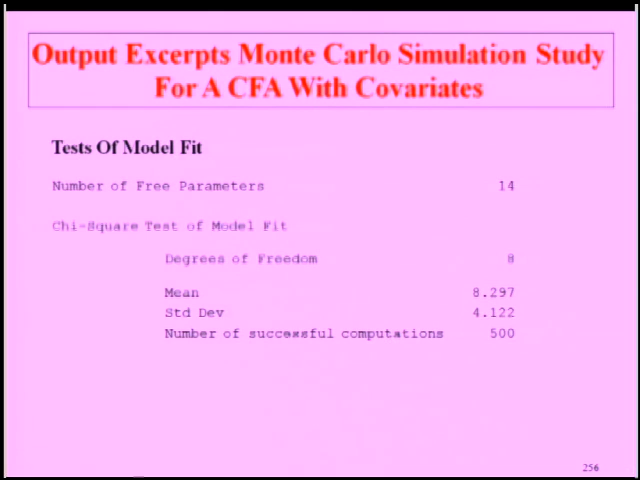 Output Excerpts Monte Carlo Simulation Study
For A CFA With Covariates
Tests Of Model Fit
Number of Free Parameters 14
Chi-Square Test of Model Fit
Degrees of Freedom 8
Mean 8.297
Std Dev 4.122
Number of successful computations 500
256